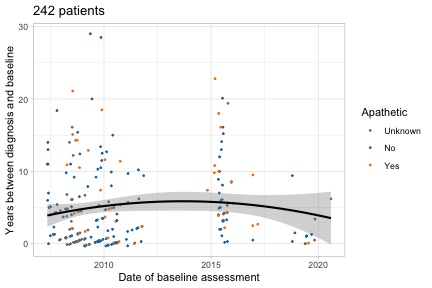 242 patients
Years between diagnosis and baseline
30
20
10
0
2010
2015
2020
Date of baseline assessment
Apathetic
Unknown
No
Yes